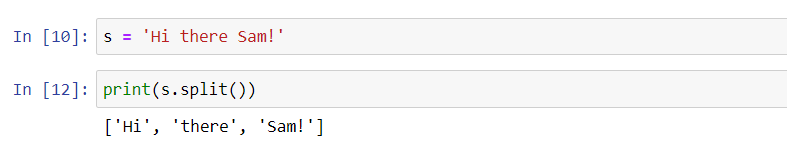 In [10]: s = 'Hi there Sam!'
In [12]: print(s.split())
['Hi', 'there', 'Sam!']